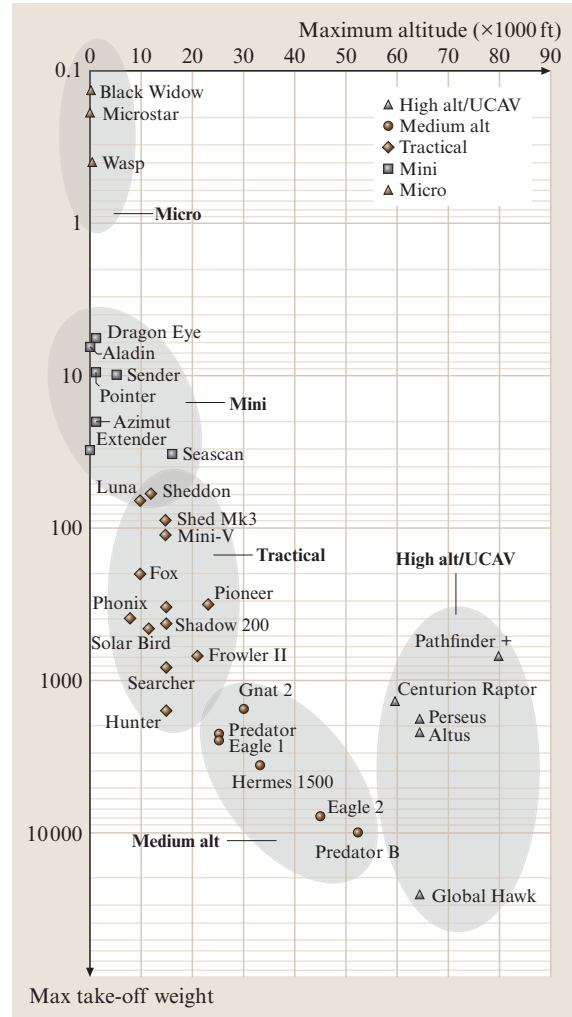 Maximum altitude (×1000 ft)
0 10 20 30 40 50 60 70 80 90
0.1
Black Widow
Microstar
Wasp
High alt/UCAV
Medium alt
Tractical
Mini
Micro
Micro
1
Dragon Eye
Aladin
10
Sender
Pointer
Mini
Azimut
Extender
Seascan
Luna
Sheddon
Shed Mk3
100
Mini-V
Tractical
High alt/UCAV
Fox
Pioneer
Phonix
Shadow 200
Solar Bird
Pathfinder +
Frowler II
1000
Searcher
Gnat 2
Centurion Raptor
Hunter
Perseus
Predator
Altus
Eagle 1
Hermes 1500
Eagle 2
10000
Medium alt
Predator B
Global Hawk
Max take-off weight